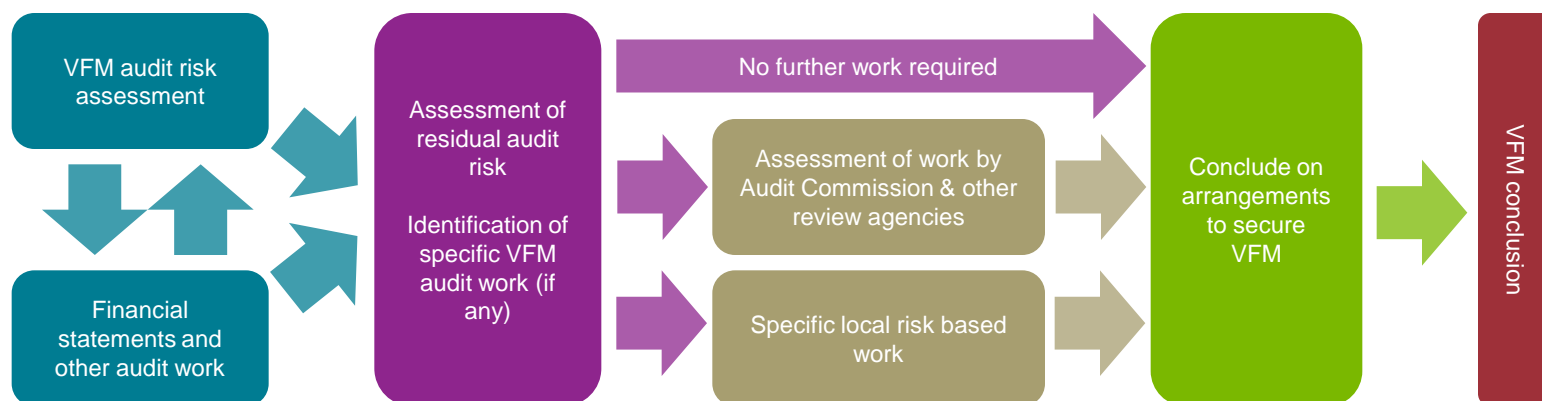 VFM audit risk
assessment
Financial
statements and
other audit work
Assessment of
residual audit
risk
Identification of
specific VFM
audit work (if
any)
No further work required
Assessment of work by
Audit Commission & other
review agencies
Specific local risk based
work
Conclude on
arrangements
to secure
VFM
VFM conclusion